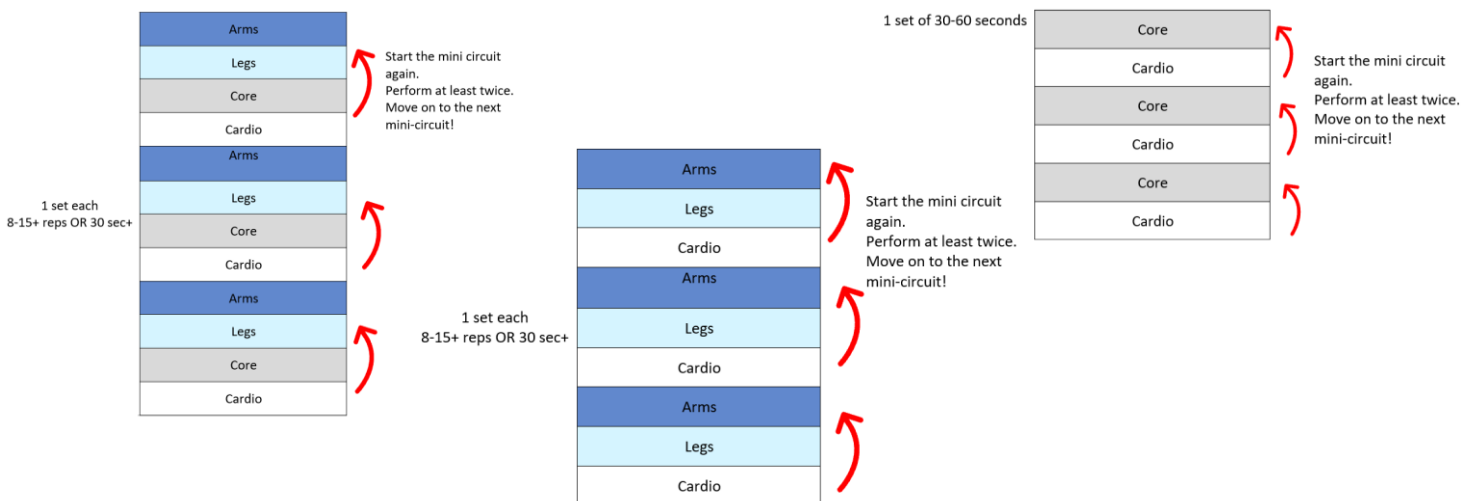 Arms
Legs
Core
Cardio
Arms
Legs
Core
Cardio
Arms
Legs
Core
Cardio
1 set each
8-15+ reps OR 30 sec+
Start the mini circuit
again.
Perform at least twice.
Move on to the next
mini-circuit!
Arms
Legs
Cardio
Arms
Legs
Cardio
Arms
Legs
Cardio
1 set each
8-15+ reps OR 30 sec+
Start the mini circuit
again.
Perform at least twice.
Move on to the next
mini-circuit!
1 set of 30-60 seconds
Core
Cardio
Core
Cardio
Core
Cardio
Start the mini circuit
again.
Perform at least twice.
Move on to the next
mini-circuit!